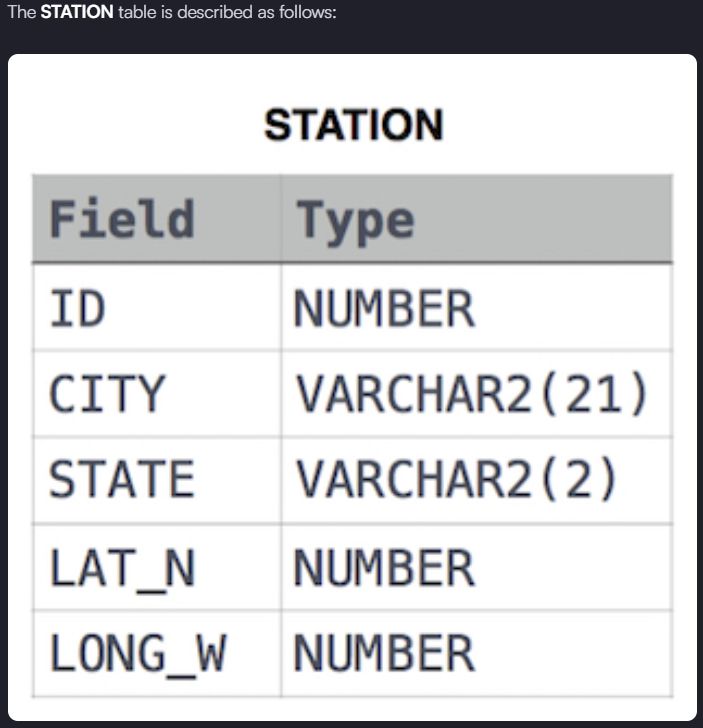 The STATION table is described as follows:
STATION
Field Type
ID NUMBER
CITY VARCHAR2(21)
STATE VARCHAR2(2)
LAT_N NUMBER
LONG_W NUMBER